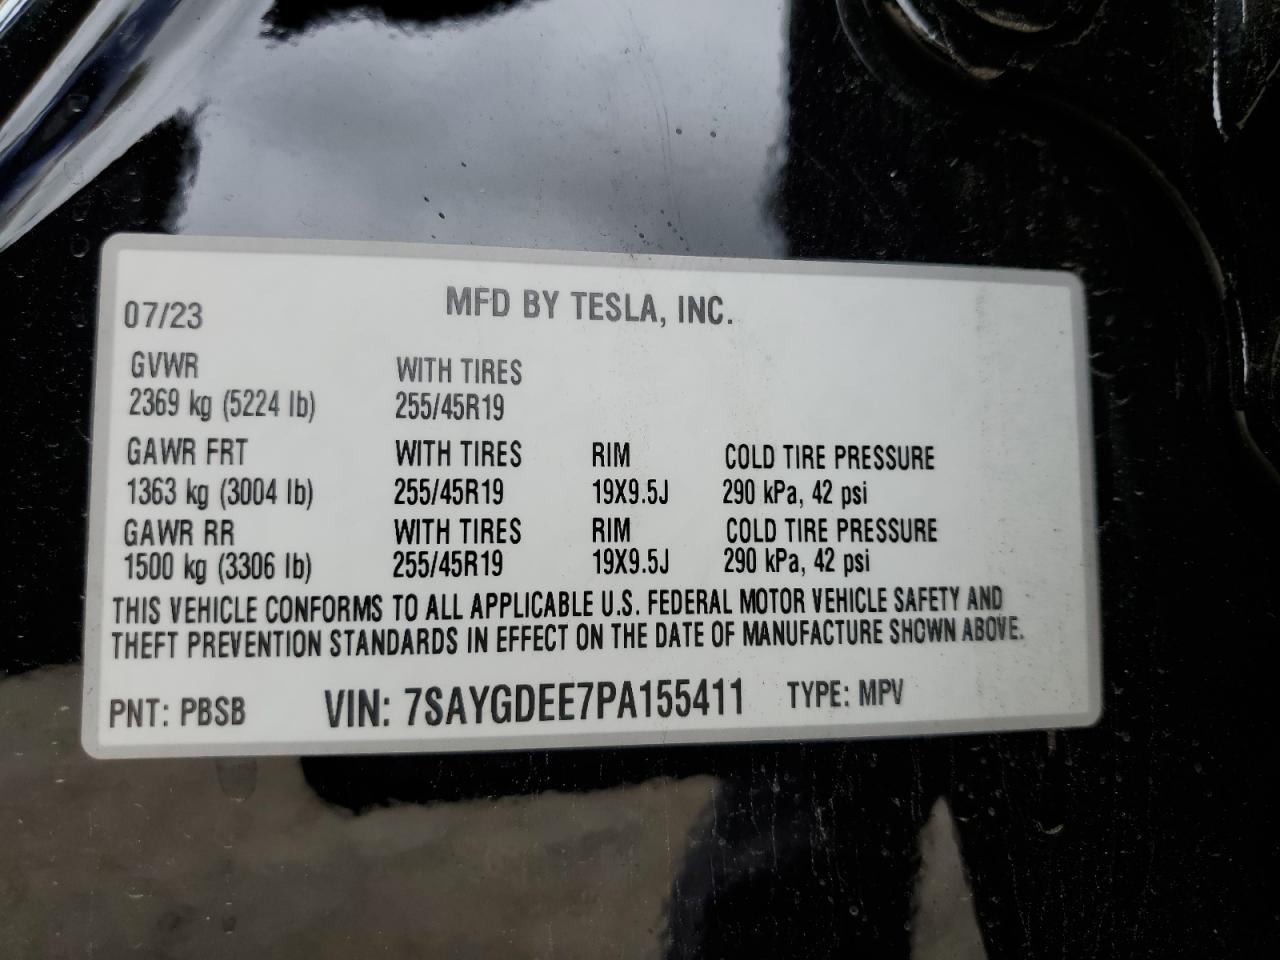 07/23 MFD BY TESLA, INC.
GVWR WITH TIRES
2369 kg (5224 lb) 255/45R19
GAWR FRT WITH TIRES RIM COLD TIRE PRESSURE
1363 kg (3004 lb) 255/45R19 19X9.5J 290 kPa, 42 psi
GAWR RR WITH TIRES RIM COLD TIRE PRESSURE
1500 kg (3306 lb) 255/45R19 19X9.5J 290 kPa, 42 psi
THIS VEHICLE CONFORMS TO ALL APPLICABLE U.S. FEDERAL MOTOR VEHICLE SAFETY AND
THEFT PREVENTION STANDARDS IN EFFECT ON THE DATE OF MANUFACTURE SHOWN ABOVE.
PNT: PBSB VIN: 7SAYGDEE7PA155411 TYPE: MPV